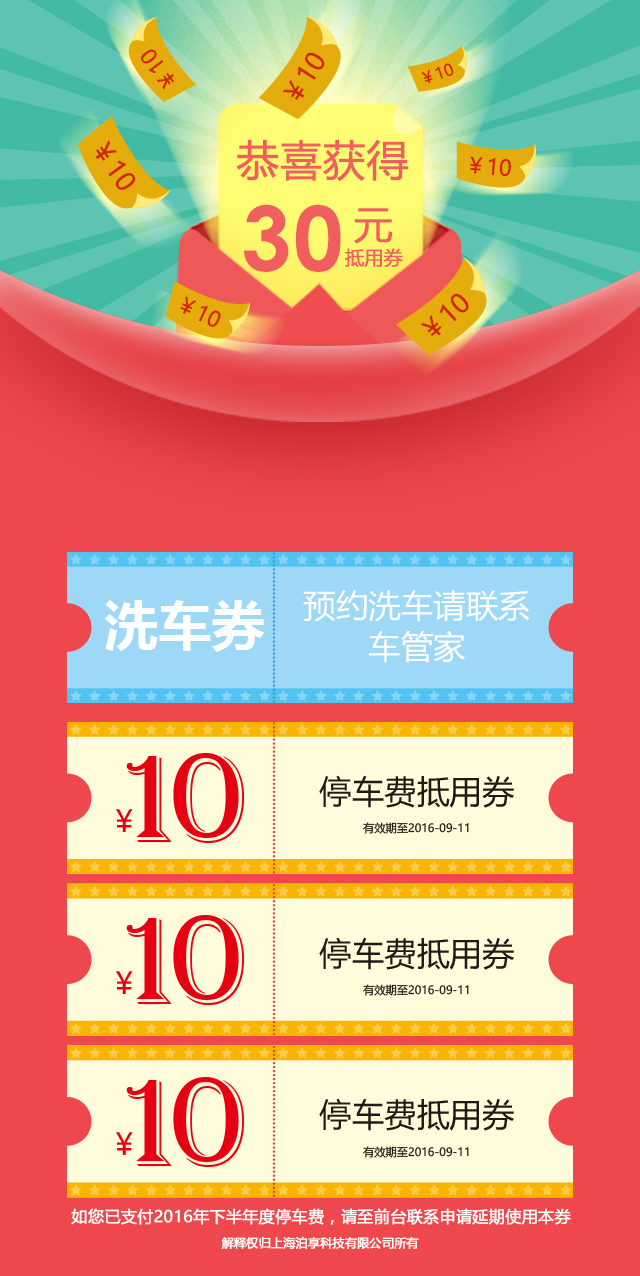 ¥10
¥10
¥10
¥10
¥10
恭喜获得
30元
抵用券
¥10
¥10
洗车券
预约洗车请联系
车管家
¥10
停车费抵用券
有效期至2016-09-11
¥10
停车费抵用券
有效期至2016-09-11
¥10
停车费抵用券
有效期至2016-09-11
如您已支付2016年下半年度停车费，请至前台联系申请延期使用本券
解释权归上海泊享科技有限公司所有